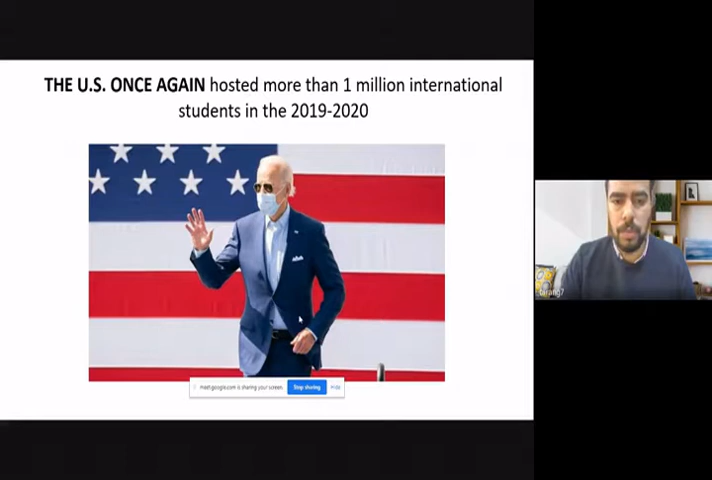 THE U.S. ONCE AGAIN hosted more than 1 million international
students in the 2019-2020
meet.google.com is sharing your screen.
Stop sharing
Hide
tarang7